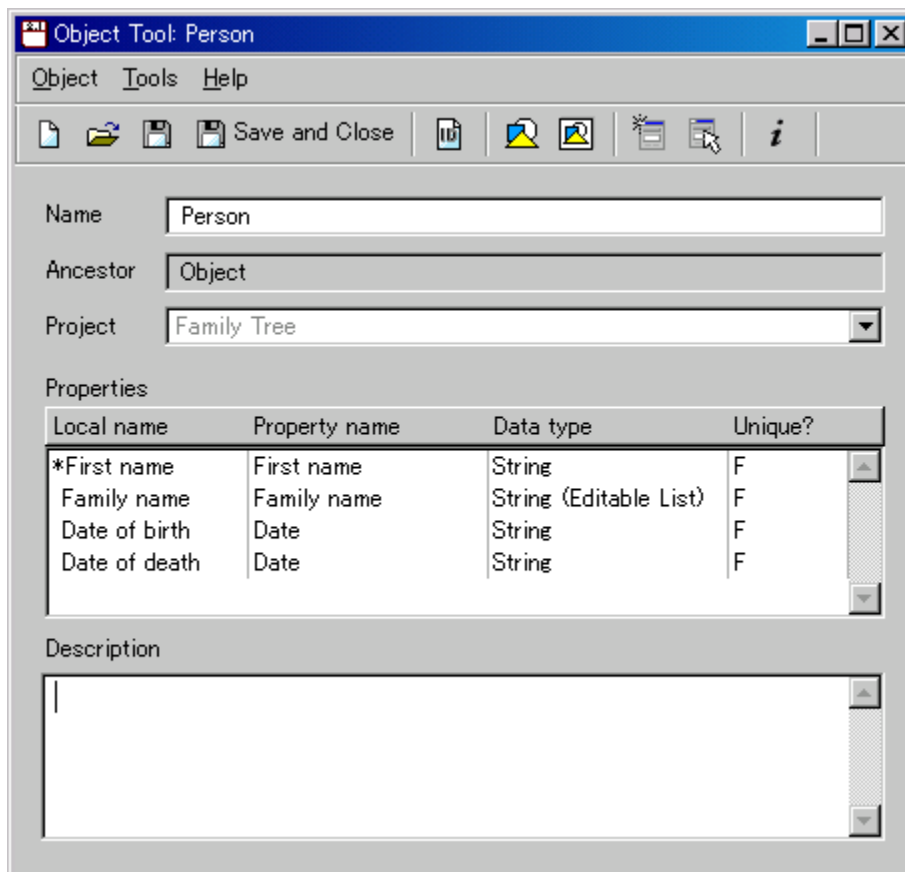 Object Tool: Person
Object Tools Help
Save and Close i
Name Person
Ancestor Object
Project Family Tree
Properties
Local name Property name Data type Unique?
*First name First name String F
Family name Family name String (Editable List) F
Date of birth Date String F
Date of death Date String F
Description